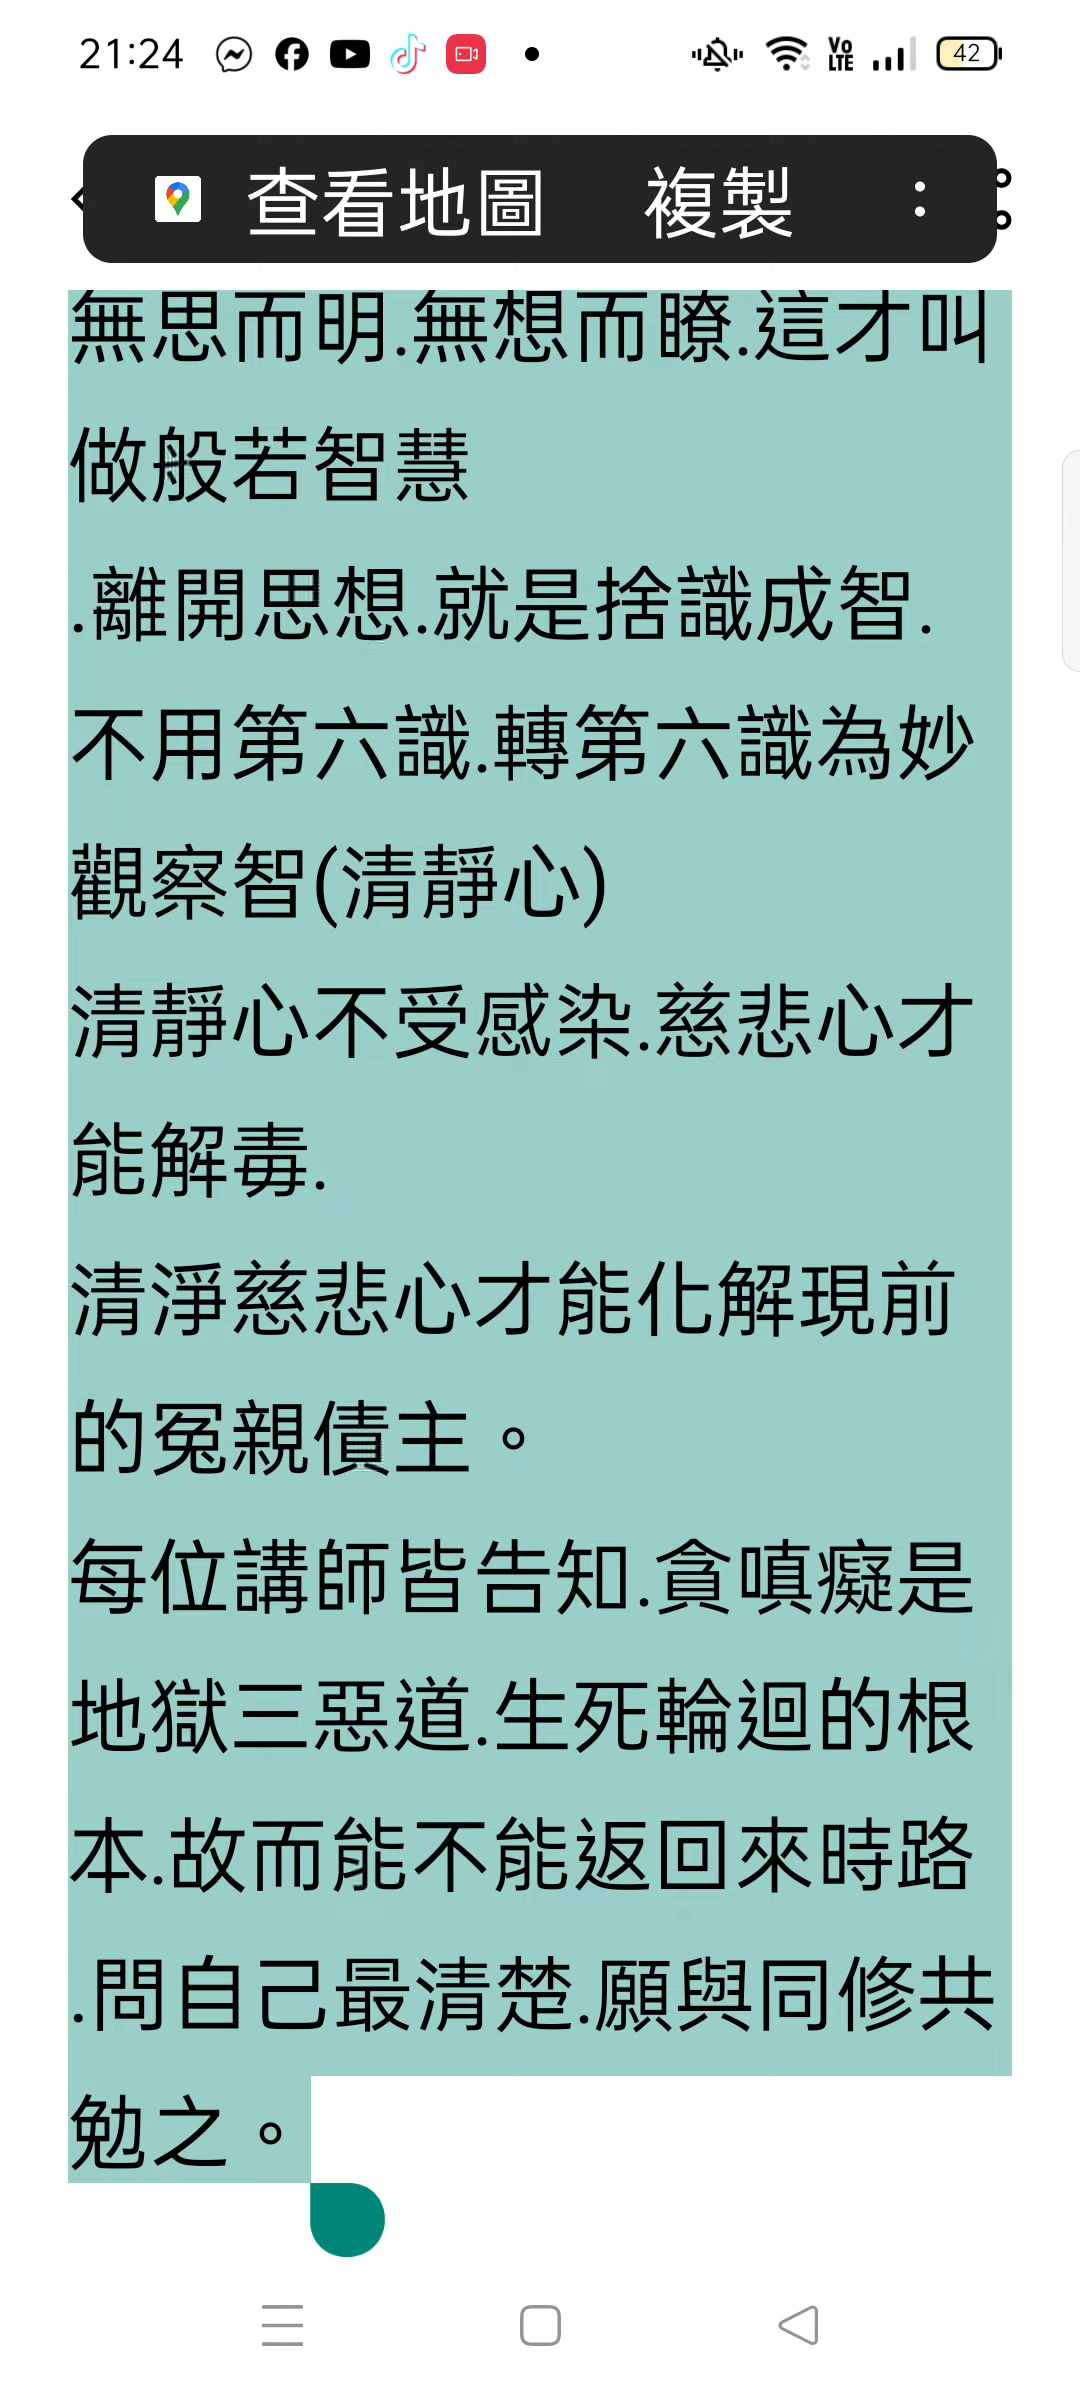 21:24
Vo LTE
42
查看地圖 複製
無思而明.無想而瞭.這才叫
做般若智慧
.離開思想.就是捨識成智.
不用第六識.轉第六識為妙
觀察智(清靜心)
清靜心不受感染.慈悲心才
能解毒.
清淨慈悲心才能化解現前
的冤親債主。
每位講師皆告知.貪嗔癡是
地獄三惡道.生死輪迴的根
本.故而能不能返回來時路
.問自己最清楚.願與同修共
勉之。